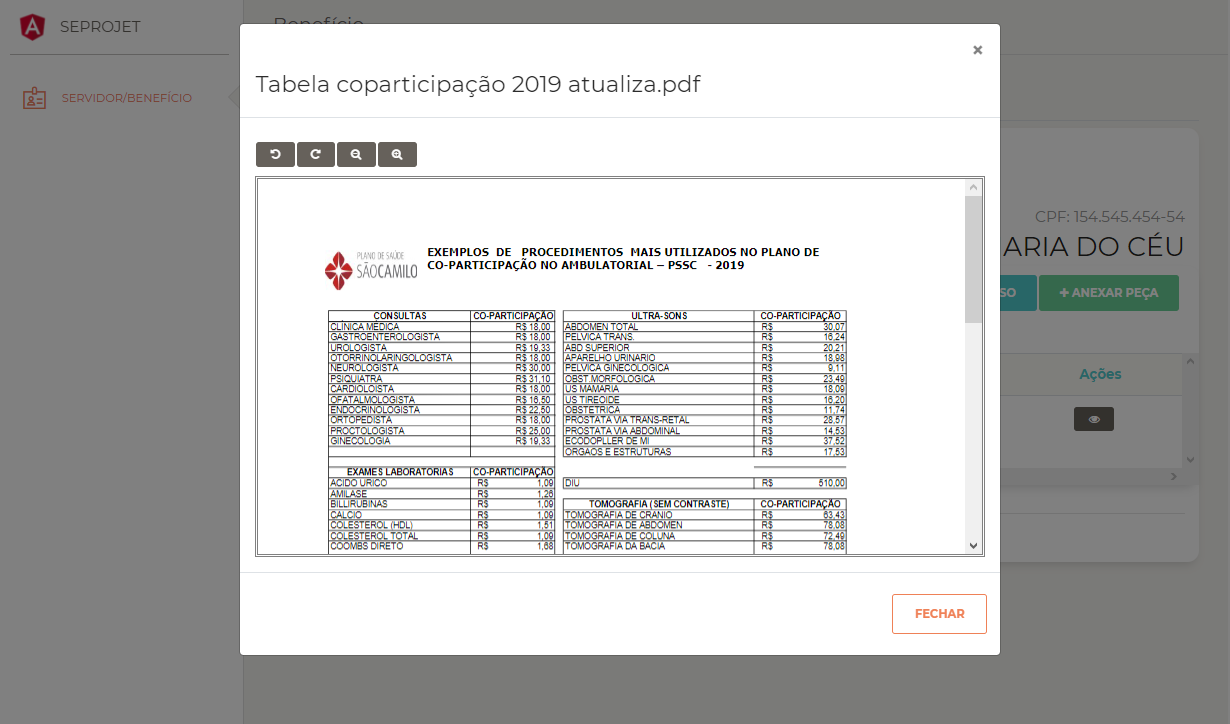 SEPROJET
Benefício
SERVIDOR/BENEFÍCIO
×
Tabela coparticipação 2019 atualiza.pdf
PLANO DE SAÚDE
SÃOCAMILO
EXEMPLOS DE PROCEDIMENTOS MAIS UTILIZADOS NO PLANO DE
CO-PARTICIPAÇÃO NO AMBULATORIAL – PSSC - 2019
CONSULTAS CO-PARTICIPAÇÃO
CLÍNICA MÉDICA R$ 18,00
GASTROENTEROLOGISTA R$ 18,00
UROLOGISTA R$ 19,33
OTORRINOLARINGOLOGISTA R$ 18,00
NEUROLOGISTA R$ 30,00
PSIQUIATRA R$ 31,10
CARDIOLOISTA R$ 18,00
OFATALMOLOGISTA R$ 16,50
ENDOCRINOLOGISTA R$ 22,50
ORTOPEDISTA R$ 18,00
PROCTOLOGISTA R$ 25,00
GINECOLOGIA R$ 19,33
EXAMES LABORATORIAS CO-PARTICIPAÇÃO
ACIDO URICO R$ 1,09
AMILASE R$ 1,26
BILLIRUBINAS R$ 1,09
CALCIO R$ 1,09
COLESTEROL (HDL) R$ 1,51
COLESTEROL TOTAL R$ 1,09
COOMBS DIRETO R$ 1,68
ULTRA-SONS CO-PARTICIPAÇÃO
ABDOMEN TOTAL R$ 30,07
PELVICA TRANS. R$ 16,24
ABD SUPERIOR R$ 20,21
APARELHO URINARIO R$ 18,98
PELVICA GINECOLOGICA R$ 9,11
OBST.MORFOLOGICA R$ 23,49
US MAMARIA R$ 18,09
US TIREOIDE R$ 16,20
OBSTETRICA R$ 11,74
PROSTATA VIA TRANS-RETAL R$ 28,57
PROSTATA VIA ABDOMINAL R$ 14,53
ECODOPLLER DE MI R$ 37,52
ORGAOS E ESTRUTURAS R$ 17,53
DIU R$ 510,00
TOMOGRAFIA ( SEM CONTRASTE) CO-PARTICIPAÇÃO
TOMOGRAFIA DE CRANIO R$ 63,43
TOMOGRAFIA DE ABDOMEN R$ 78,08
TOMOGRAFIA DE COLUNA R$ 72,49
TOMOGRAFIA DA BACIA R$ 78,08
FECHAR
CPF: 154.545.454-54
ARIA DO CÉU
SO
+ ANEXAR PEÇA
Ações